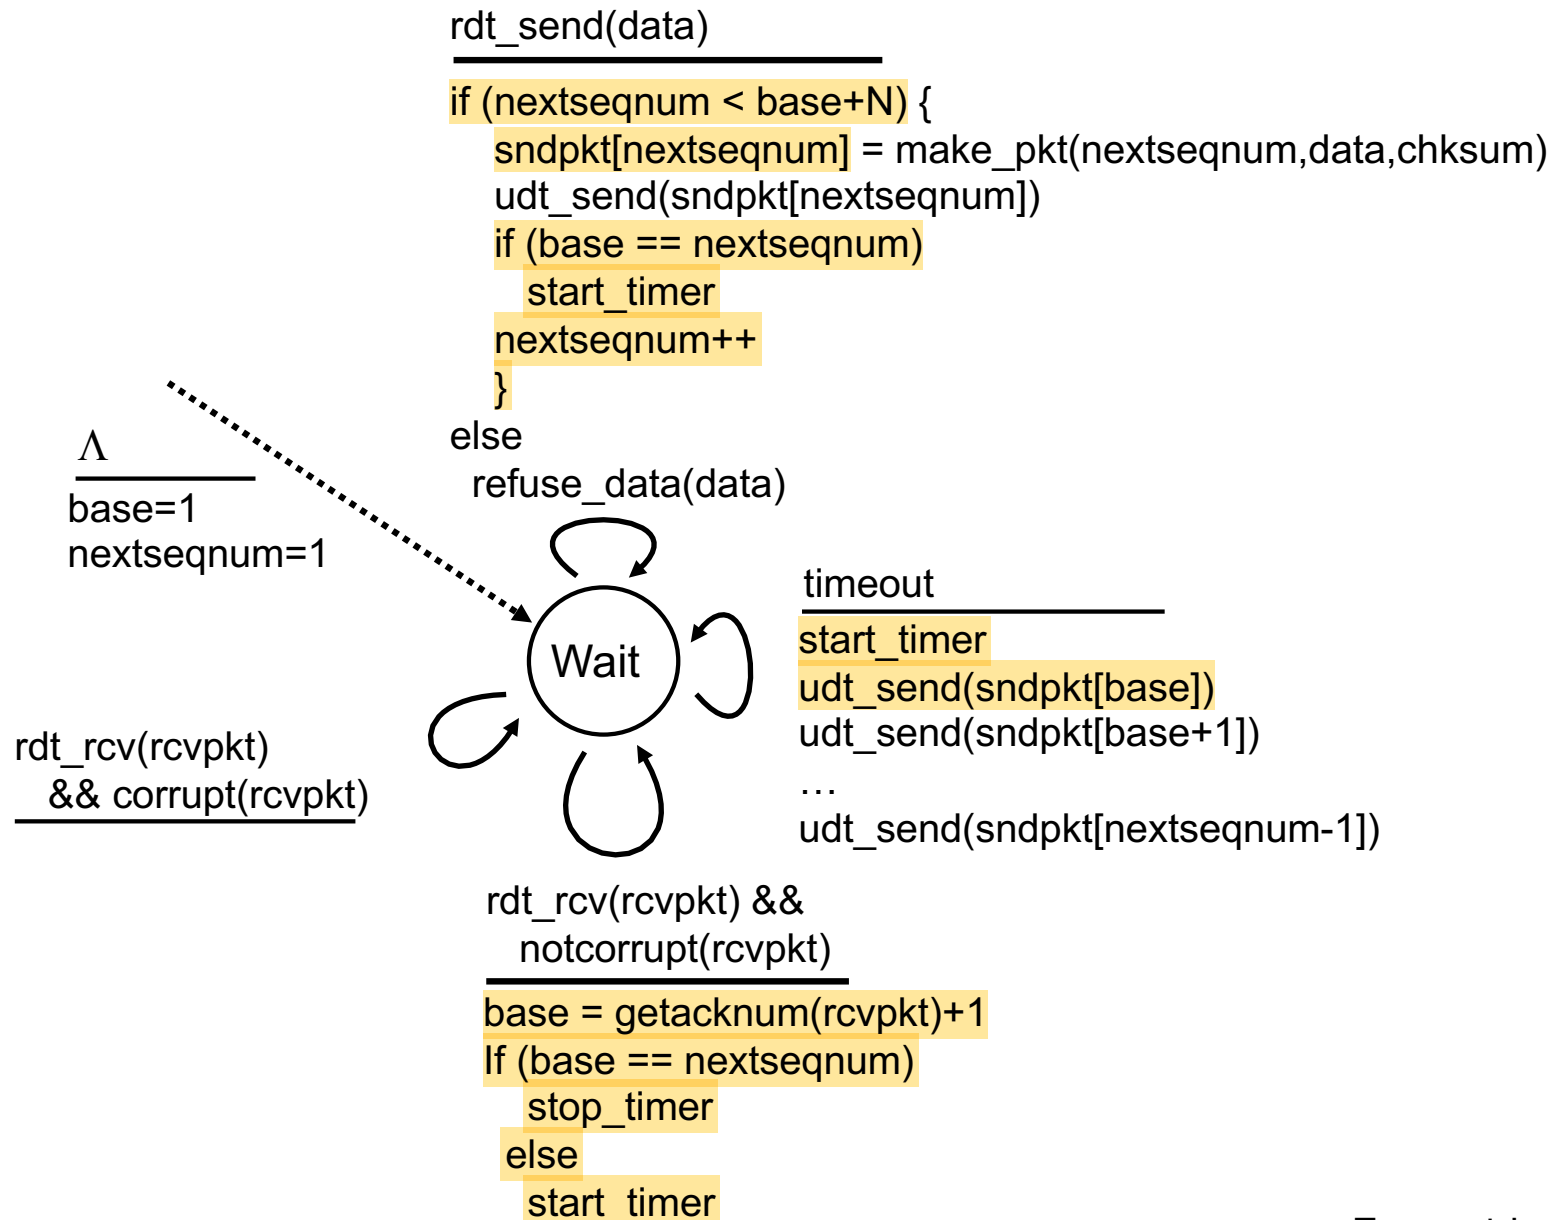 rdt_send(data)
if (nextseqnum < base+N) {
sndpkt[nextseqnum] = make_pkt(nextseqnum,data,chksum)
udt_send(sndpkt[nextseqnum])
if (base == nextseqnum)
start_timer
nextseqnum++
}
else
refuse_data(data)
Λ
base=1
nextseqnum=1
Wait
timeout
start_timer
udt_send(sndpkt[base])
udt_send(sndpkt[base+1])
…
udt_send(sndpkt[nextseqnum-1])
rdt_rcv(rcvpkt)
&& corrupt(rcvpkt)
rdt_rcv(rcvpkt) &&
notcorrupt(rcvpkt)
base = getacknum(rcvpkt)+1
If (base == nextseqnum)
stop_timer
else
start_timer